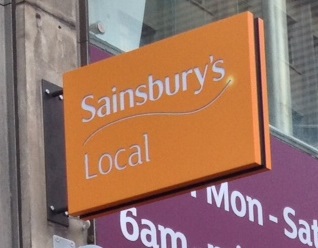 Sainsbury's
Local
Mon - Sat
6am